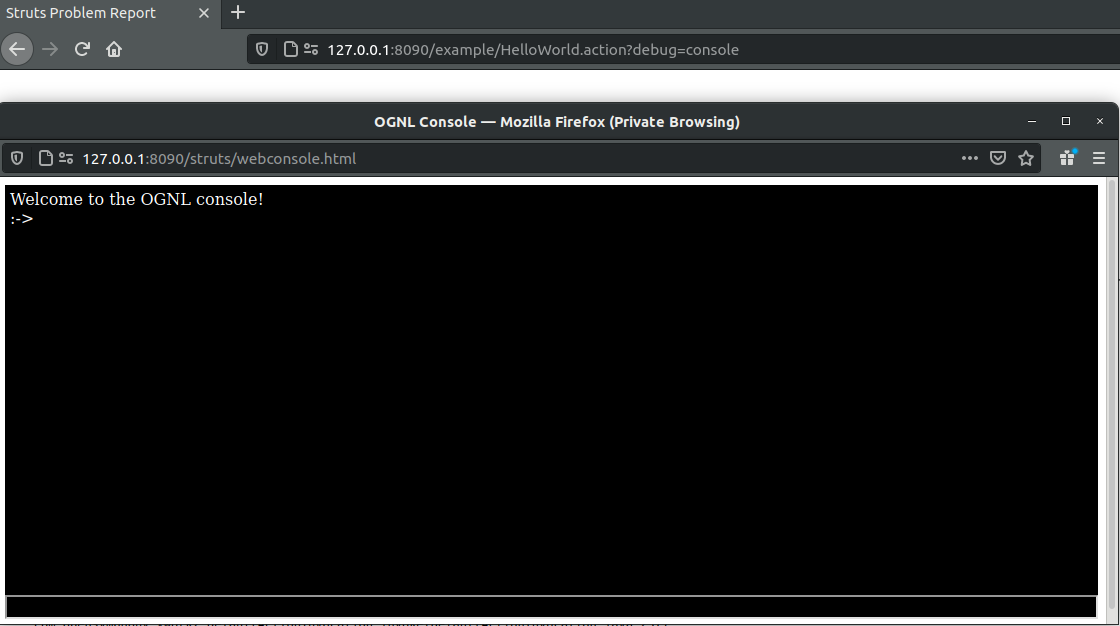 Struts Problem Report
127.0.0.1:8090/example/HelloWorld.action?debug=console
OGNL Console — Mozilla Firefox (Private Browsing)
127.0.0.1:8090/struts/webconsole.html
Welcome to the OGNL console!
:->